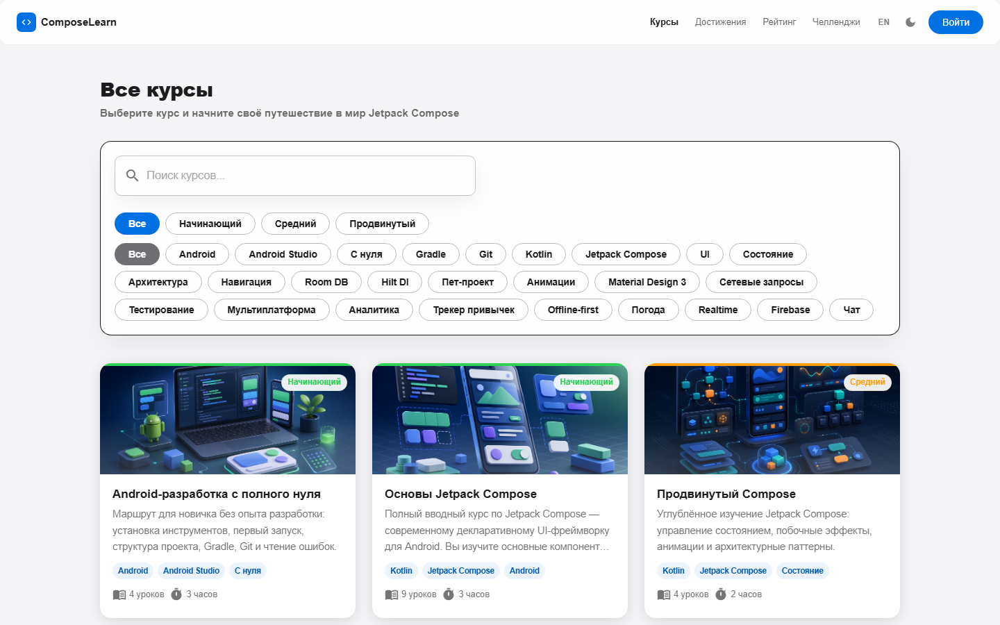 ComposeLearn
Курсы Достижения Рейтинг Челленджи EN Войти
Все курсы
Выберите курс и начните своё путешествие в мир Jetpack Compose
Поиск курсов...
Все Начинающий Средний Продвинутый
Все Android Android Studio С нуля Gradle Git Kotlin Jetpack Compose UI Состояние
Архитектура Навигация Room DB Hilt DI Пет-проект Анимации Material Design 3 Сетевые запросы
Тестирование Мультиплатформа Аналитика Трекер привычек Offline-first Погода Realtime Firebase Чат
Начинающий
Android-разработка с полного нуля
Маршрут для новичка без опыта разработки:
установка инструментов, первый запуск,
структура проекта, Gradle, Git и чтение ошибок.
Android Android Studio С нуля
4 уроков 3 часов
Начинающий
Основы Jetpack Compose
Полный вводный курс по Jetpack Compose —
современному декларативному UI-фреймворку
для Android. Вы изучите основные компонент…
Kotlin Jetpack Compose Android
9 уроков 3 часов
Средний
Продвинутый Compose
Углублённое изучение Jetpack Compose:
управление состоянием, побочные эффекты,
анимации и архитектурные паттерны.
Kotlin Jetpack Compose Состояние
4 уроков 2 часов